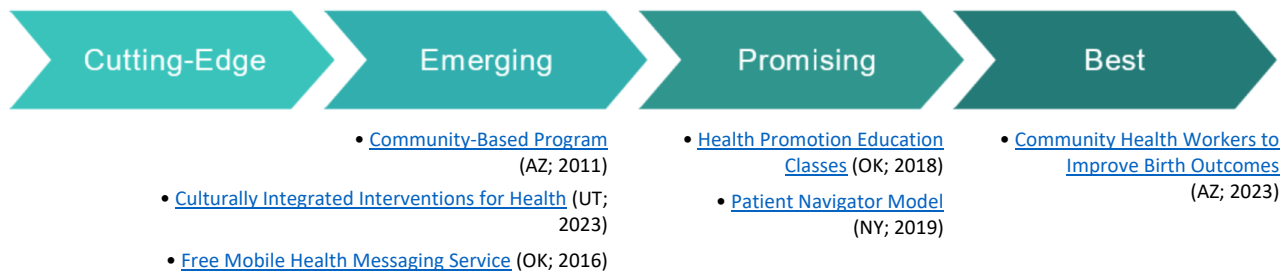 Cutting-Edge
Emerging
Promising
Best
• Community-Based Program
(AZ; 2011)
• Culturally Integrated Interventions for Health (UT;
2023)
• Free Mobile Health Messaging Service (OK; 2016)
• Health Promotion Education
Classes (OK; 2018)
• Patient Navigator Model
(NY; 2019)
• Community Health Workers to
Improve Birth Outcomes
(AZ; 2023)